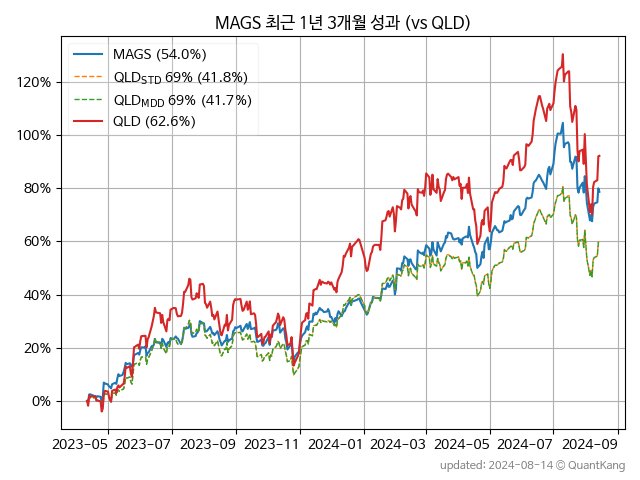 MAGS 최근 1년 3개월 성과 (vs QLD)
MAGS (54.0%)
QLD_STD 69% (41.8%)
QLD_MDD 69% (41.7%)
QLD (62.6%)
120%
100%
80%
60%
40%
20%
0%
2023-05 2023-07 2023-09 2023-11 2024-01 2024-03 2024-05 2024-07 2024-09
updated: 2024-08-14 © QuantKang